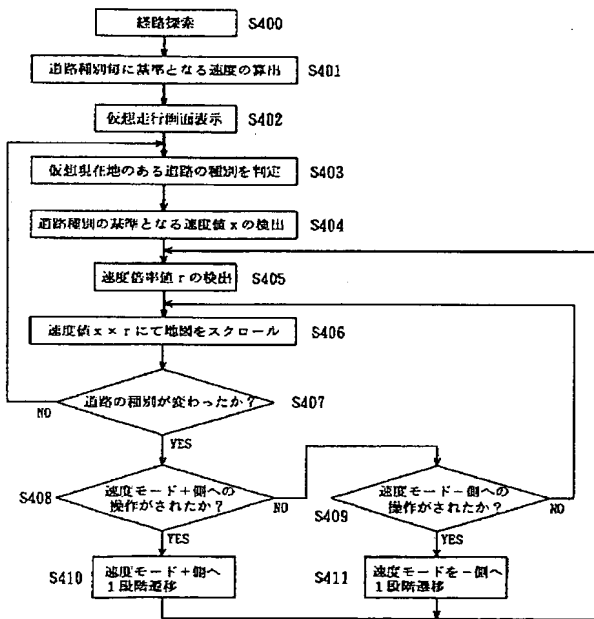 経路探索 S400
道路種別毎に基準となる速度の算出 S401
仮想走行画面表示 S402
仮想現在地のある道路の種別を判定 S403
道路種別の基準となる速度値xの検出 S404
速度倍率値rの検出 S405
速度値x×rにて地図をスクロール S406
道路の種別が変わったか? S407
NO
YES
速度モード+側への
操作がされたか?
S408
NO
YES
速度モード-側への
操作がされたか?
S409
NO
YES
速度モード+側へ
1段階遷移
S410
速度モードを-側へ
1段階遷移
S411